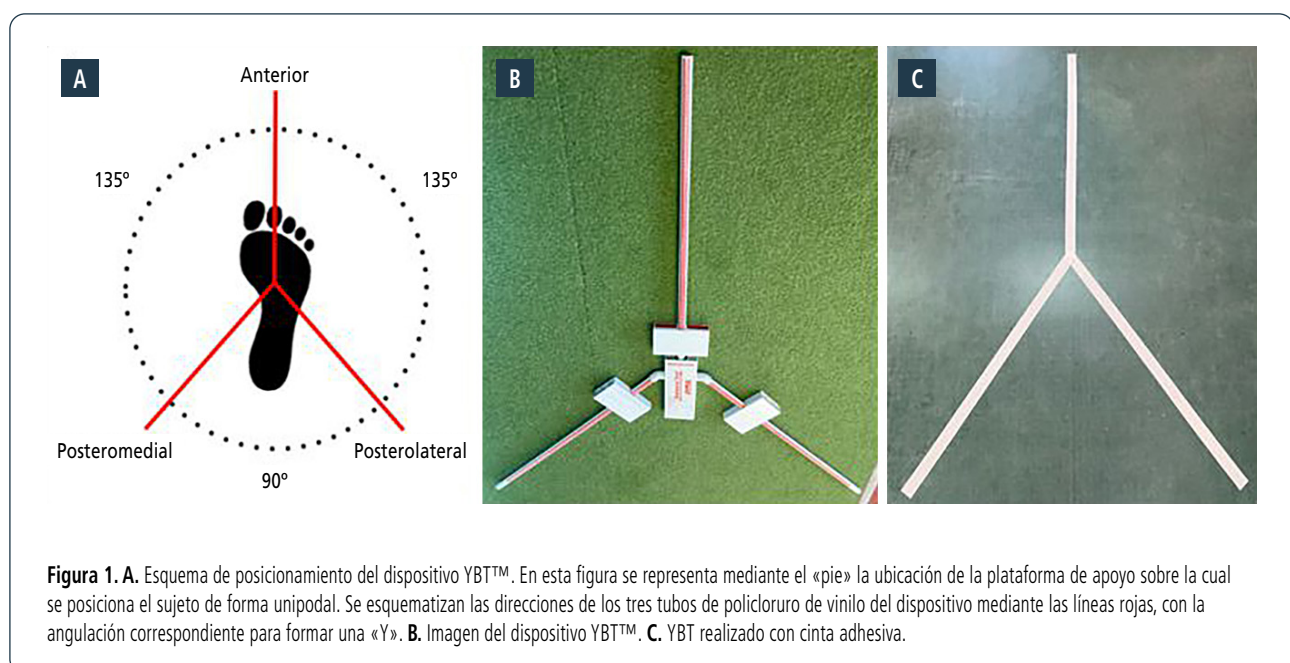 A
Anterior
135º
135º
Posteromedial
Posterolateral
90º
B
C
Figura 1. A. Esquema de posicionamiento del dispositivo YBT™. En esta figura se representa mediante el «pie» la ubicación de la plataforma de apoyo sobre la cual
se posiciona el sujeto de forma unipodal. Se esquematizan las direcciones de los tres tubos de policloruro de vinilo del dispositivo mediante las líneas rojas, con la
angulación correspondiente para formar una «Y». B. Imagen del dispositivo YBT™. C. YBT realizado con cinta adhesiva.